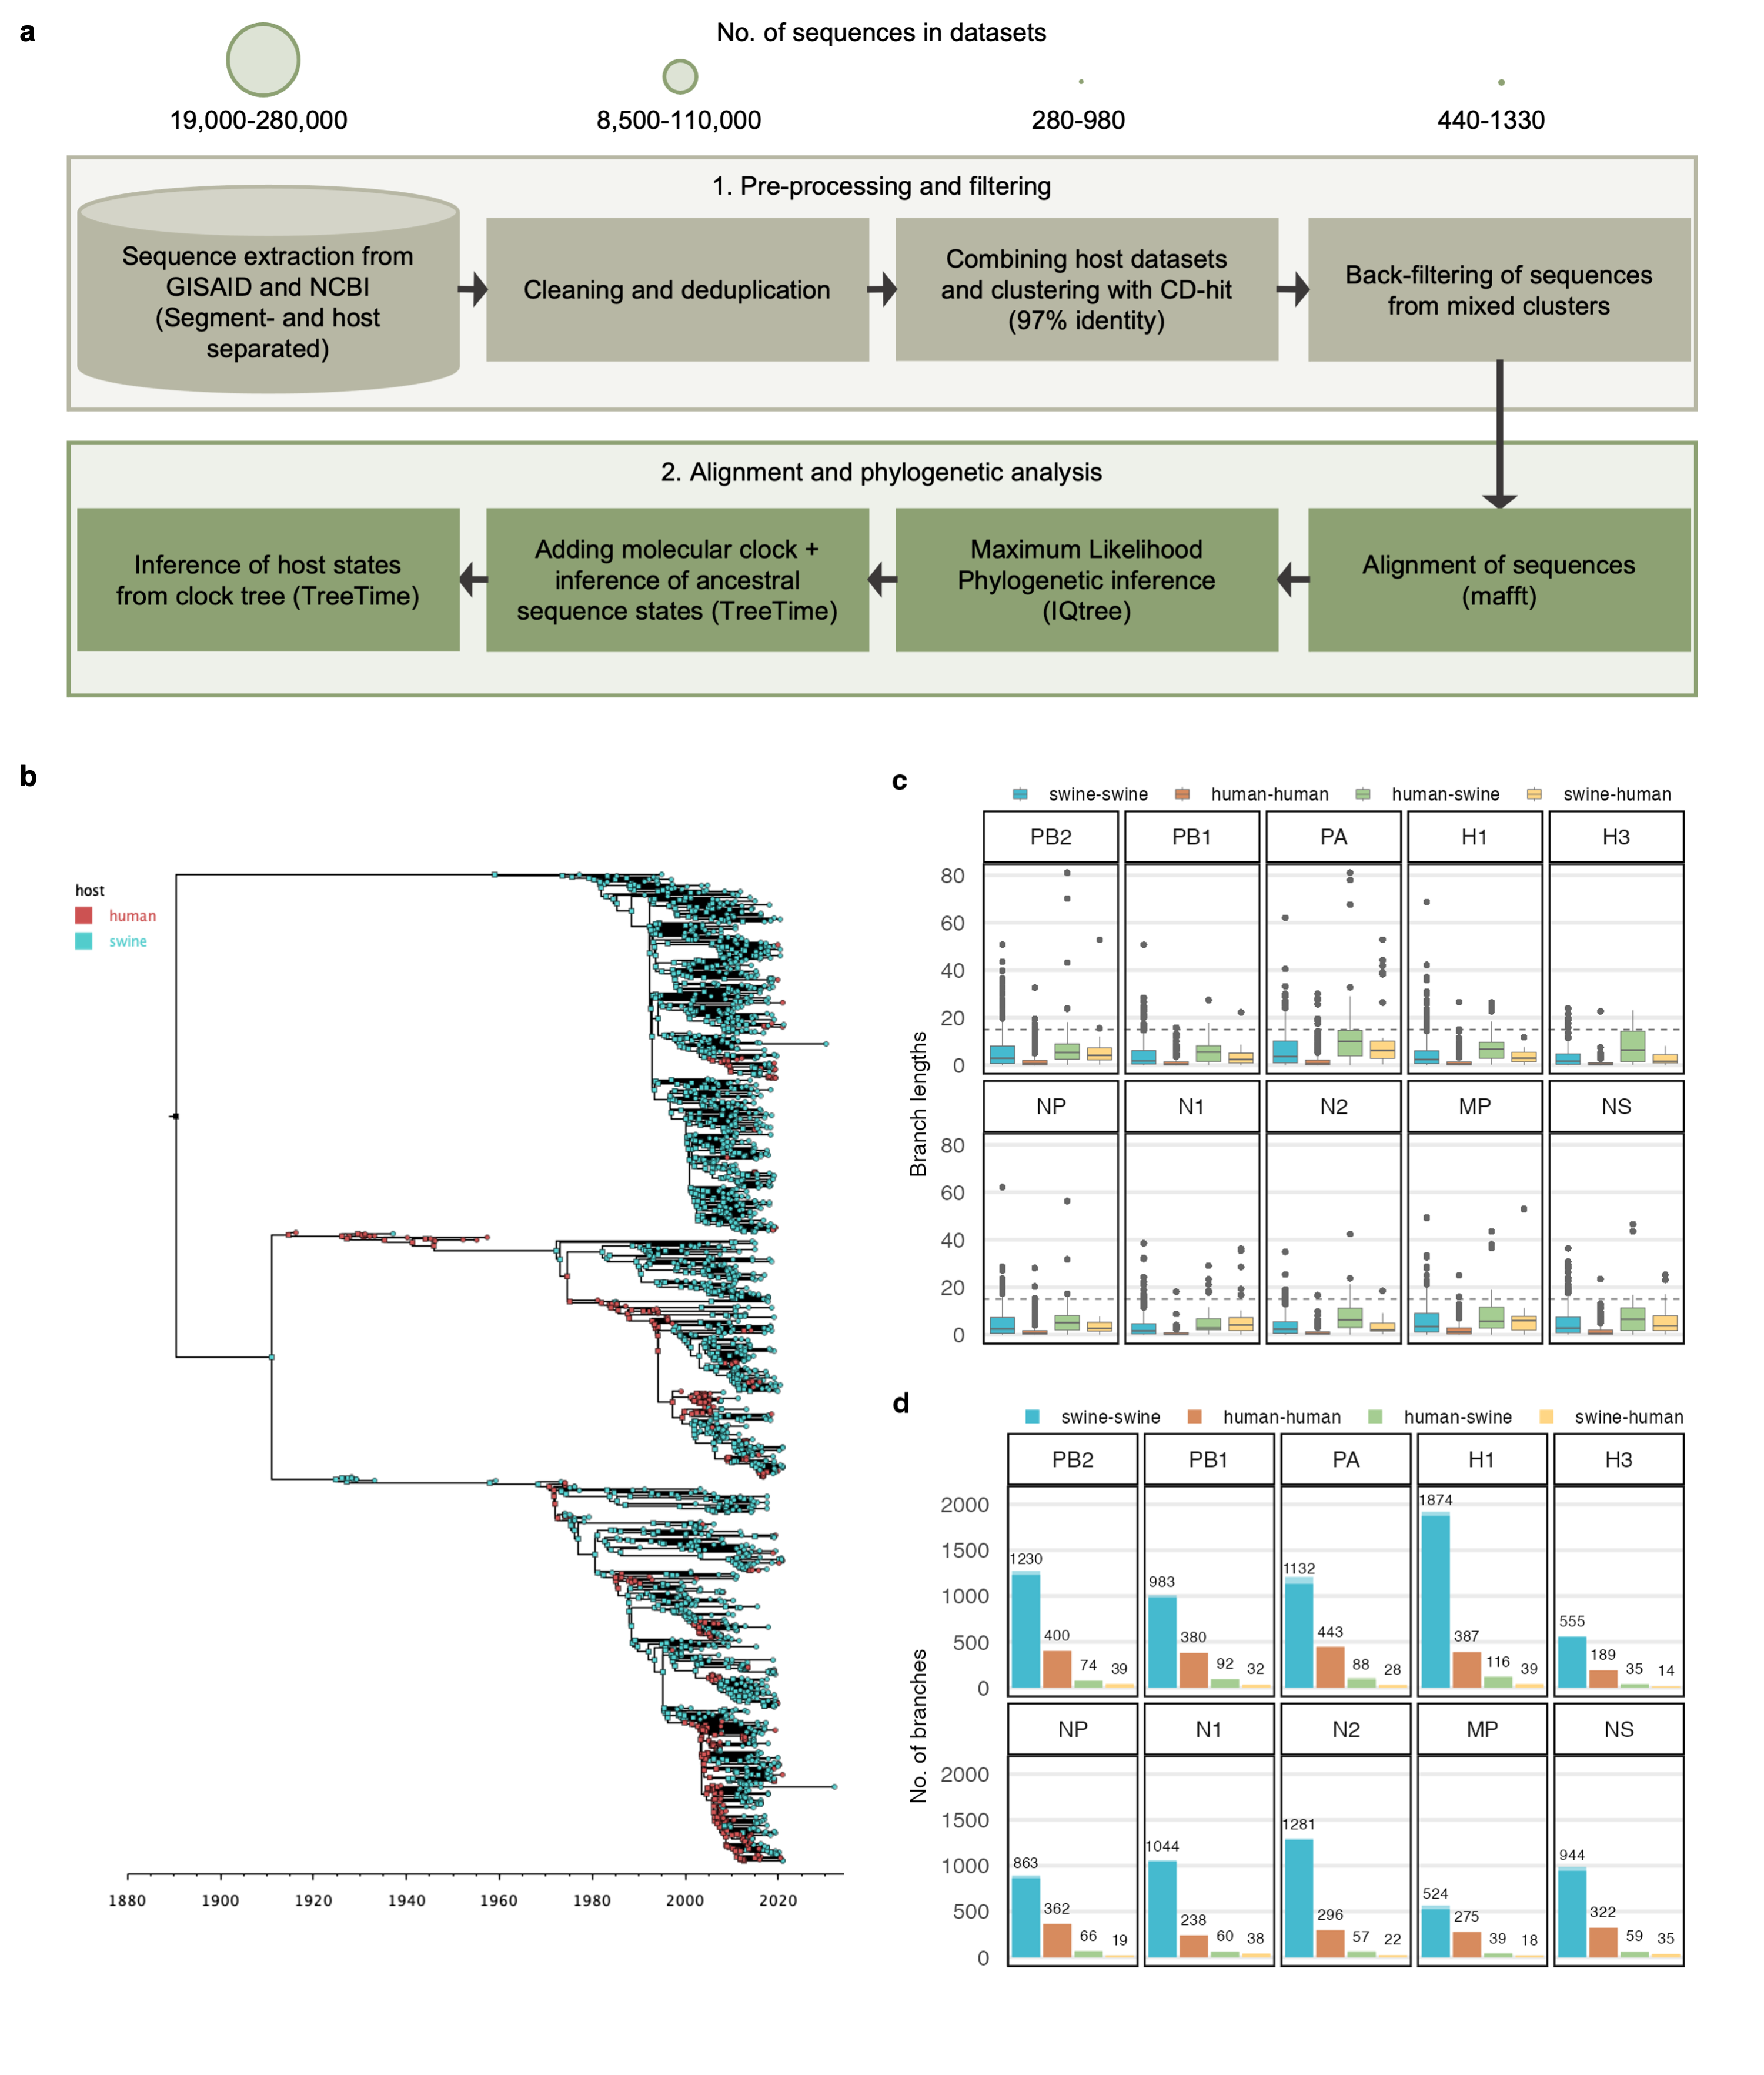 a
No. of sequences in datasets
19,000-280,000
8,500-110,000
280-980
440-1330
1. Pre-processing and filtering
Sequence extraction from
GISAID and NCBI
(Segment- and host
separated)
Cleaning and deduplication
Combining host datasets
and clustering with CD-hit
(97% identity)
Back-filtering of sequences
from mixed clusters
2. Alignment and phylogenetic analysis
Inference of host states
from clock tree (TreeTime)
Adding molecular clock +
inference of ancestral
sequence states (TreeTime)
Maximum Likelihood
Phylogenetic inference
(IQtree)
Alignment of sequences
(mafft)
b
host
human
swine
1880 1900 1920 1940 1960 1980 2000 2020
c
swine-swine human-human human-swine swine-human
PB2 PB1 PA H1 H3
80
60
40
20
0
NP N1 N2 MP NS
80
60
40
20
0
Branch lengths
d
swine-swine human-human human-swine swine-human
PB2 PB1 PA H1 H3
2000
1500
1000
500
0
1230 400 74 39
983 380 92 32
1132 443 88 28
1874 387 116 39
555 189 35 14
NP N1 N2 MP NS
2000
1500
1000
500
0
863 362 66 19
1044 238 60 38
1281 296 57 22
524 275 39 18
944 322 59 35
No. of branches